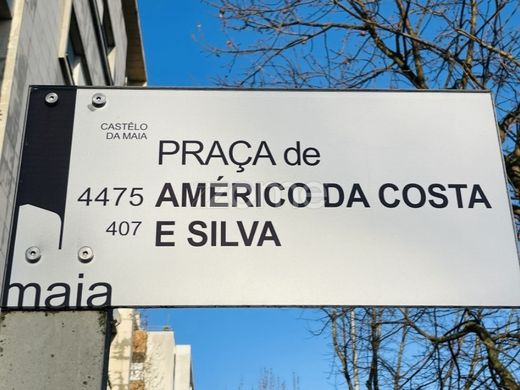 CASTÊLO
DA MAIA
PRAÇA de
4475 AMÉRICO DA COSTA
407 E SILVA
maia